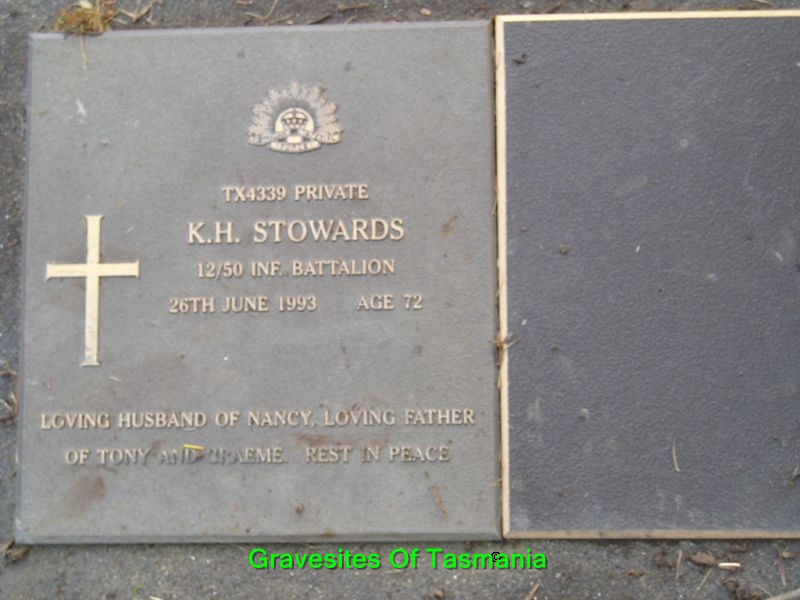 TX4339 PRIVATE
K.H. STOWARDS
12/50 INF. BATTALION
26TH JUNE 1993 AGE 72
LOVING HUSBAND OF NANCY, LOVING FATHER
OF TONY AND GRAEME. REST IN PEACE
Gravesites Of Tasmania ©